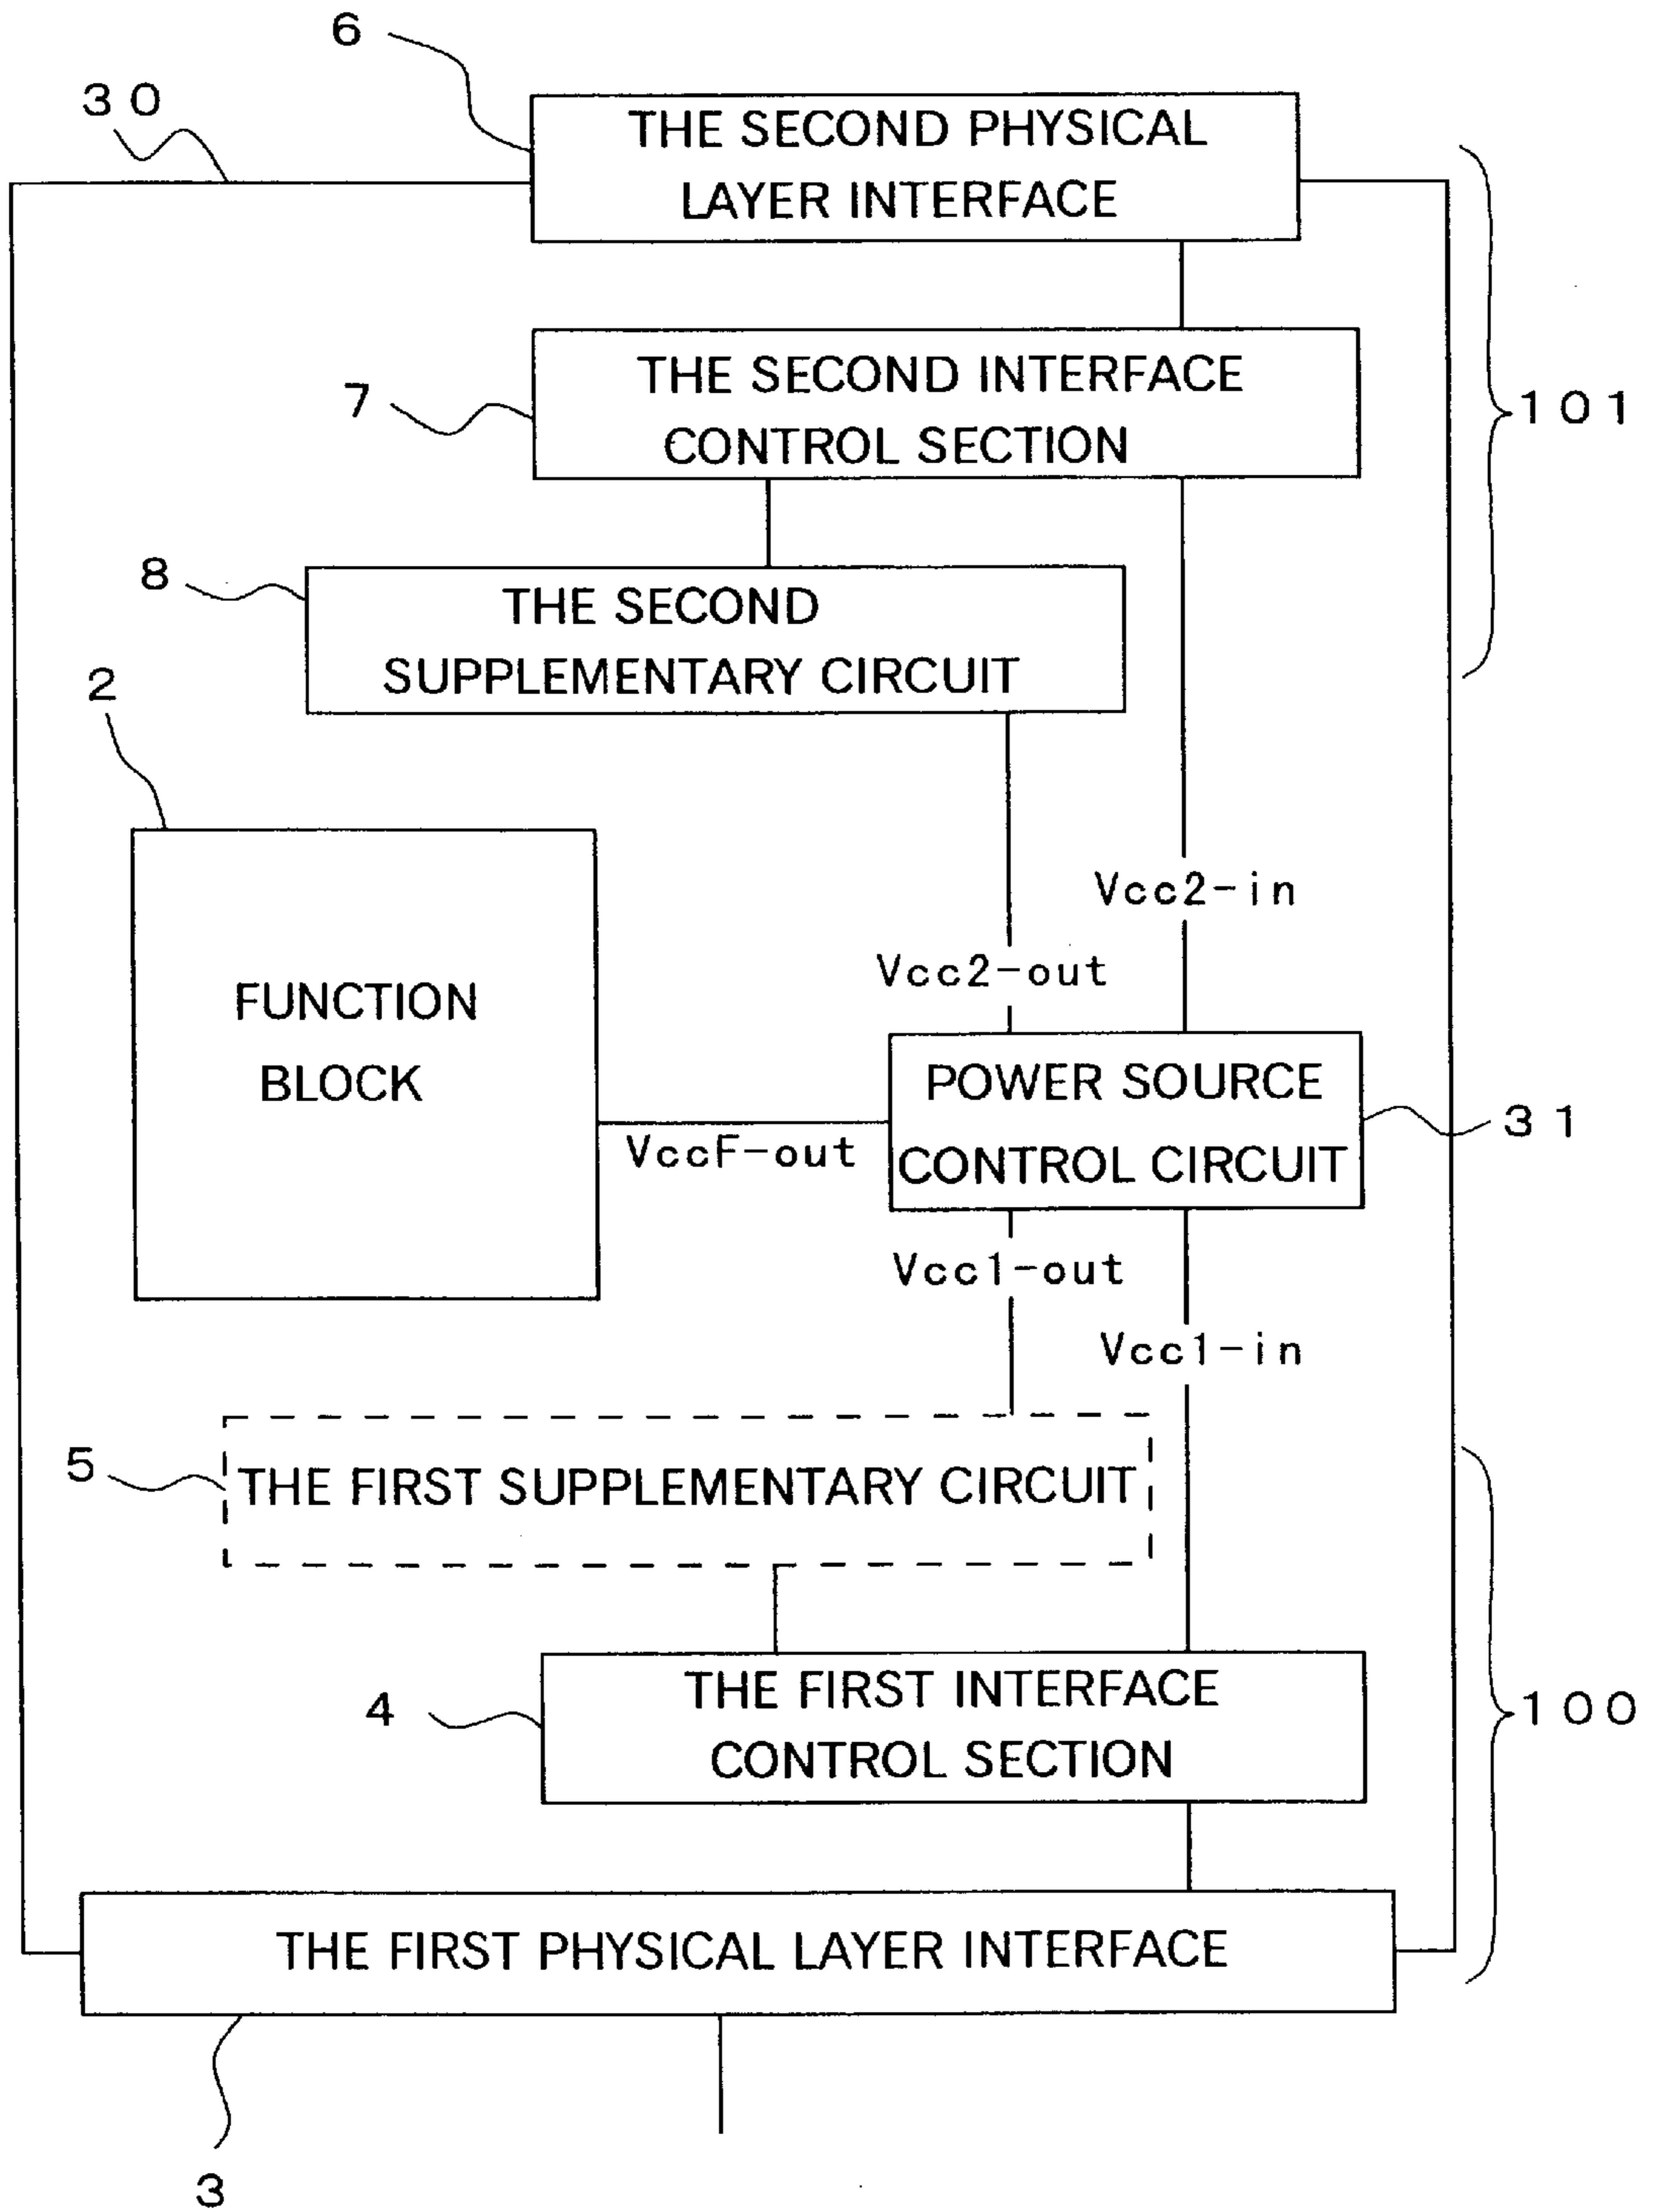 6
30
THE SECOND PHYSICAL
LAYER INTERFACE
THE SECOND INTERFACE
CONTROL SECTION
7
101
8
THE SECOND
SUPPLEMENTARY CIRCUIT
2
Vcc2-in
Vcc2-out
FUNCTION
BLOCK
POWER SOURCE
CONTROL CIRCUIT
31
VccF-out
Vcc1-out
Vcc1-in
5
THE FIRST SUPPLEMENTARY CIRCUIT
4
THE FIRST INTERFACE
CONTROL SECTION
100
THE FIRST PHYSICAL LAYER INTERFACE
3